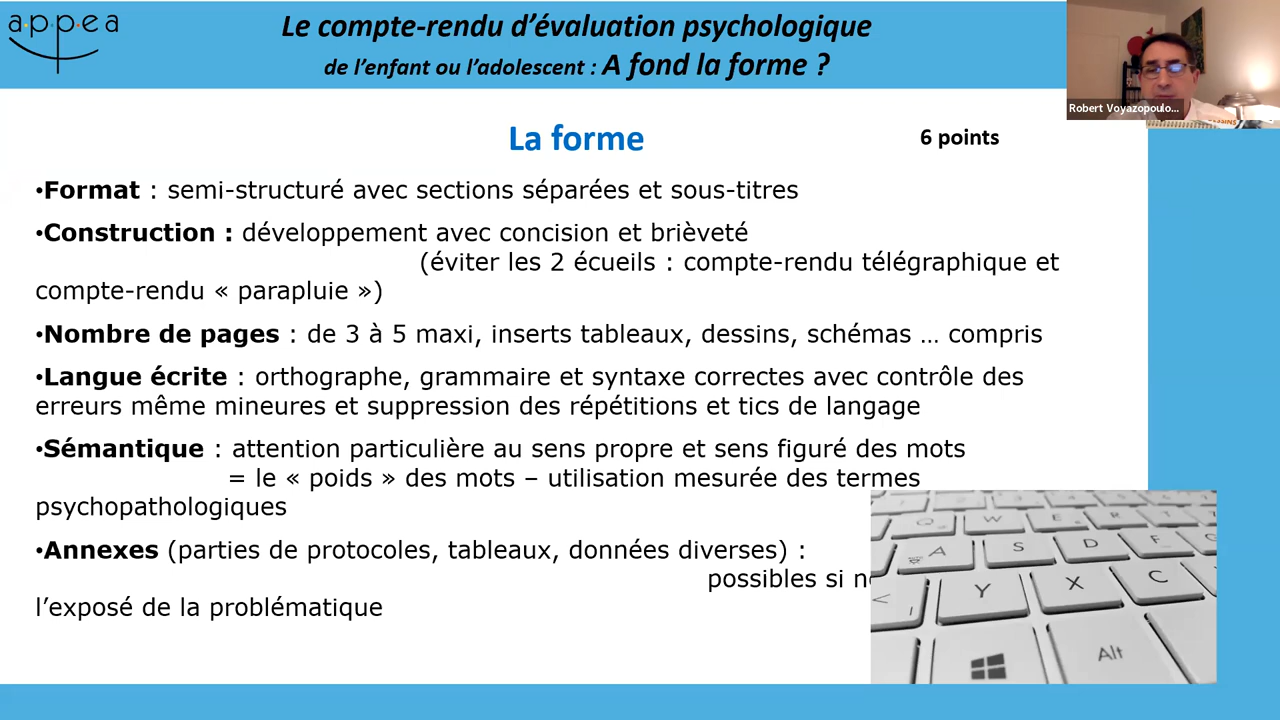 appea
Le compte-rendu d’évaluation psychologique
de l’enfant ou l’adolescent : A fond la forme ?
Robert Voyazopoulo...
La forme
6 points
•Format : semi-structuré avec sections séparées et sous-titres
•Construction : développement avec concision et brièveté
(éviter les 2 écueils : compte-rendu télégraphique et
compte-rendu « parapluie »)
•Nombre de pages : de 3 à 5 maxi, inserts tableaux, dessins, schémas … compris
•Langue écrite : orthographe, grammaire et syntaxe correctes avec contrôle des
erreurs même mineures et suppression des répétitions et tics de langage
•Sémantique : attention particulière au sens propre et sens figuré des mots
= le « poids » des mots – utilisation mesurée des termes
psychopathologiques
•Annexes (parties de protocoles, tableaux, données diverses) :
possibles si
l’exposé de la problématique
Q W E R T
A S D F
< Y X C
Alt